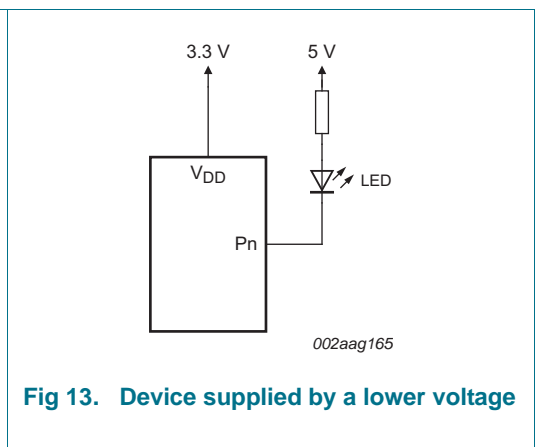 3.3 V
5 V
VDD
LED
Pn
002aag165
Fig 13. Device supplied by a lower voltage